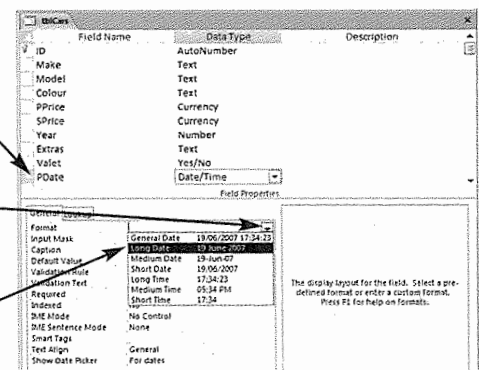 tblCars
Field Name Data Type Description
ID AutoNumber
Make Text
Model Text
Colour Text
PPrice Currency
SPrice Currency
Year Number
Extras Text
Valet Yes/No
PDate Date/Time
Field Properties
General Lookup
Format
Input Mask General Date 19/06/2007 17:34:23
Caption Long Date 19 June 2007
Default Value Medium Date 19-Jun-07
Validation Rule Short Date 19/06/2007
Validation Text Long Time 17:34:23
Required Medium Time 05:34 PM
Indexed Short Time 17:34
IME Mode No Control
IME Sentence Mode None
Smart Tags
Text Align General
Show Date Picker For dates
The display layout for the field. Select a pre-
defined format or enter a custom format.
Press F1 for help on formats.